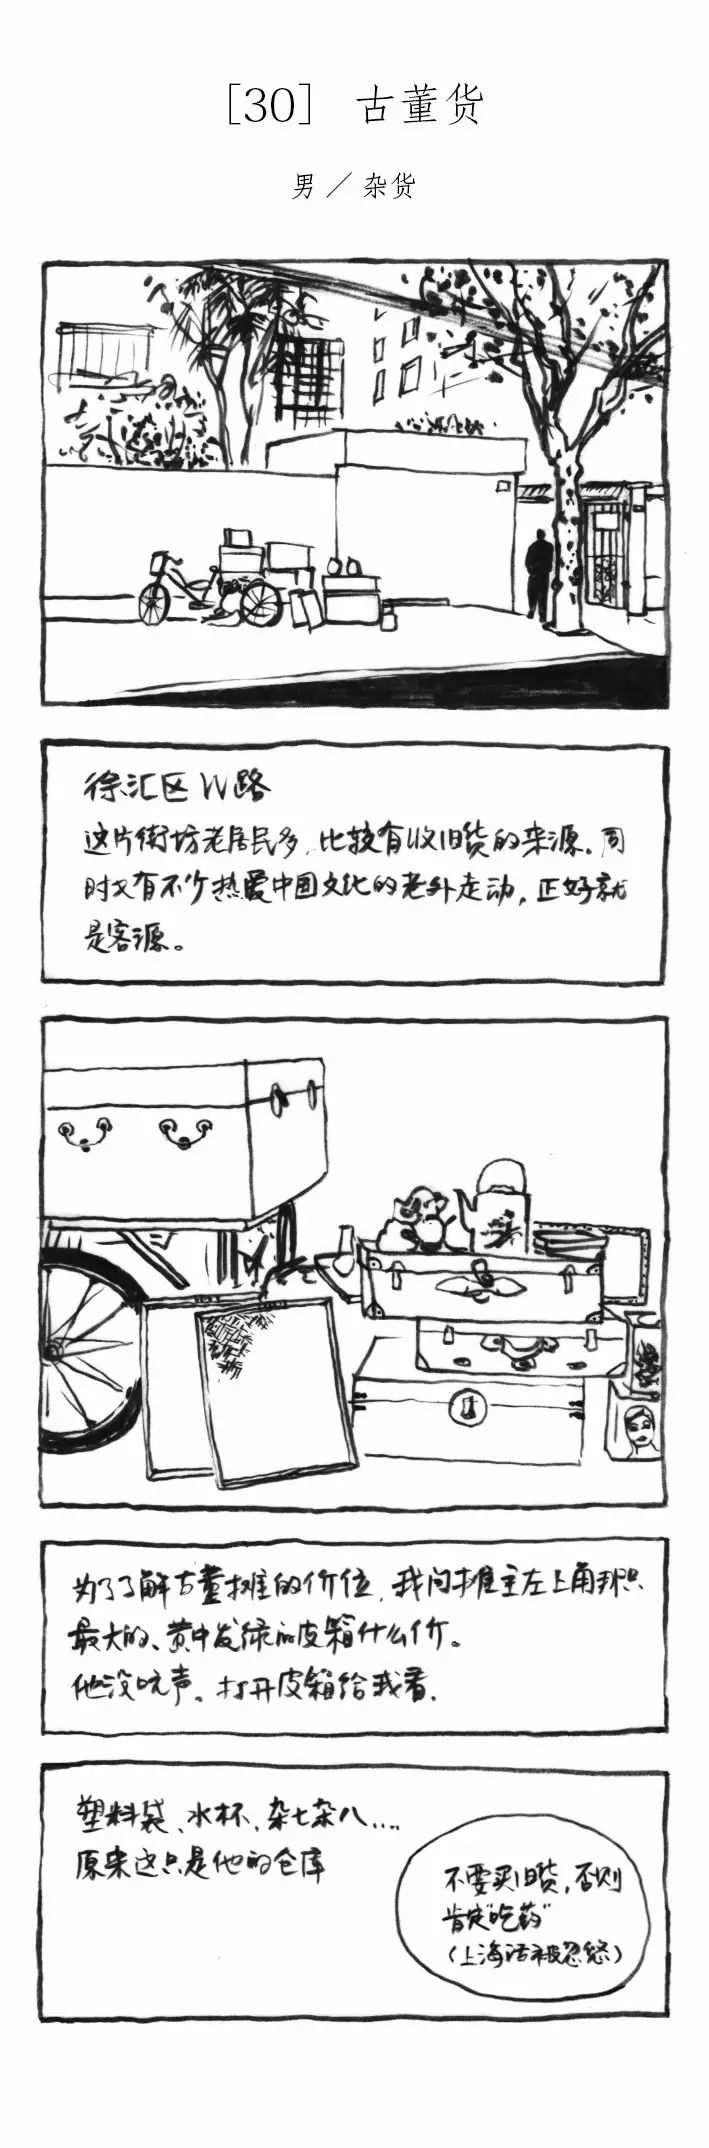 [30] 古董货
男／杂货
徐汇区 W路
这片街坊老居民多，比较有收旧货的来源。同
时又有不少热爱中国文化的老外走动，正好就
是客源。
为了了解古董摊的价位，我问摊主左上角那只
最大的、黄中发绿的皮箱什么价。
他没吭声。打开皮箱给我看。
塑料袋、水杯、杂七杂八....
原来这只是他的仓库
不要买旧货，否则
肯定“吃药”
（上海话被忽悠）